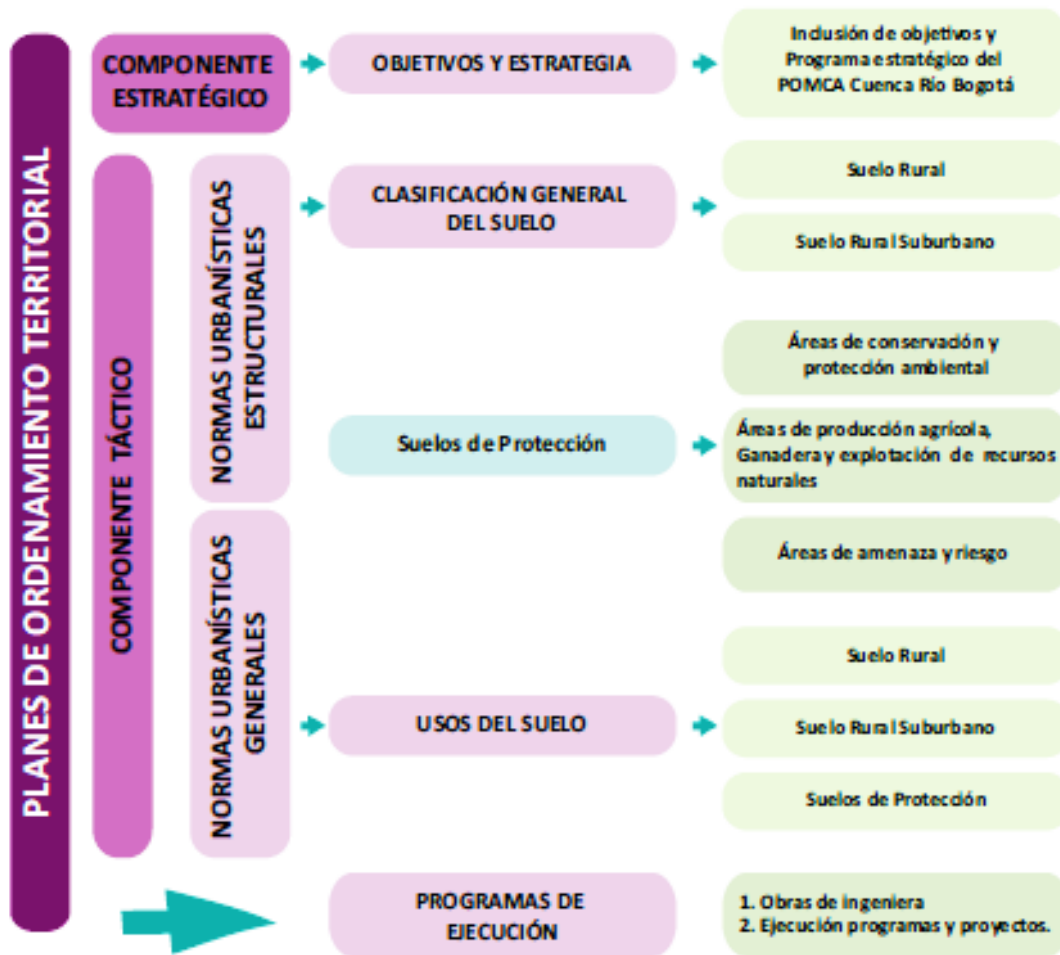 PLANES DE ORDENAMIENTO TERRITORIAL
COMPONENTE
ESTRATÉGICO
OBJETIVOS Y ESTRATEGIA
Inclusión de objetivos y
Programa estratégico del
POMCA Cuenca Río Bogotá
COMPONENTE TÁCTICO
NORMAS URBANÍSTICAS
ESTRUCTURALES
CLASIFICACIÓN GENERAL
DEL SUELO
Suelo Rural
Suelo Rural Suburbano
Suelos de Protección
Áreas de conservación y
protección ambiental
Áreas de producción agrícola,
Ganadera y explotación de recursos
naturales
Áreas de amenaza y riesgo
NORMAS URBANÍSTICAS
GENERALES
USOS DEL SUELO
Suelo Rural
Suelo Rural Suburbano
Suelos de Protección
PROGRAMAS DE
EJECUCIÓN
1. Obras de ingeniera
2. Ejecución programas y proyectos.